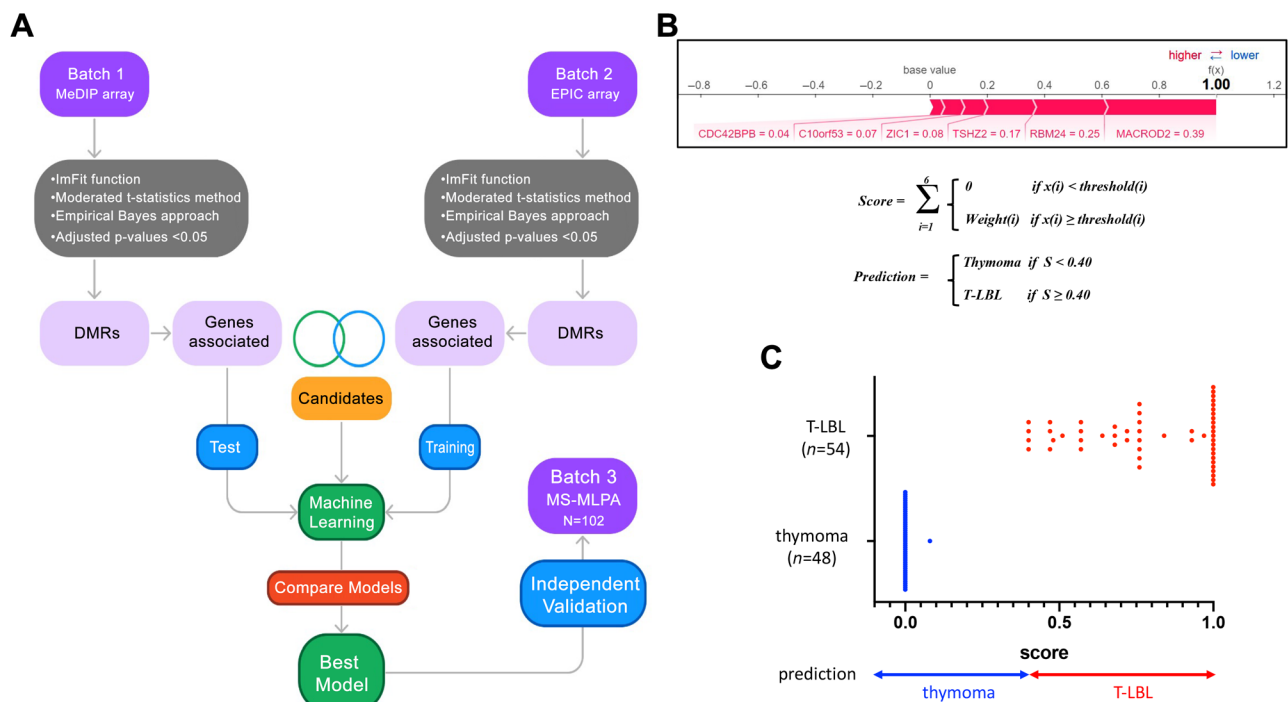 A
Batch 1
MeDIP array
Batch 2
EPIC array
•lmFit function
•Moderated t-statistics method
•Empirical Bayes approach
•Adjusted p-values <0.05
•lmFit function
•Moderated t-statistics method
•Empirical Bayes approach
•Adjusted p-values <0.05
DMRs
Genes
associated
Genes
associated
DMRs
Candidates
Test
Training
Machine
Learning
Batch 3
MS-MLPA
N=102
Compare Models
Independent
Validation
Best
Model
B
higher ⇄ lower
base value
f(x)
1.00
−0.8 −0.6 −0.4 −0.2 0 0.2 0.4 0.6 0.8 1.2
CDC42BPB = 0.04 C10orf53 = 0.07 ZIC1 = 0.08 TSHZ2 = 0.17 RBM24 = 0.25 MACROD2 = 0.39
6
0 if x(i) < threshold(i)
Score = ∑
Weight(i) if x(i) ≥ threshold(i)
i=1
Thymoma if S < 0.40
Prediction =
T-LBL if S ≥ 0.40
C
T-LBL
(n=54)
thymoma
(n=48)
0.0 0.5 1.0
score
prediction
thymoma T-LBL